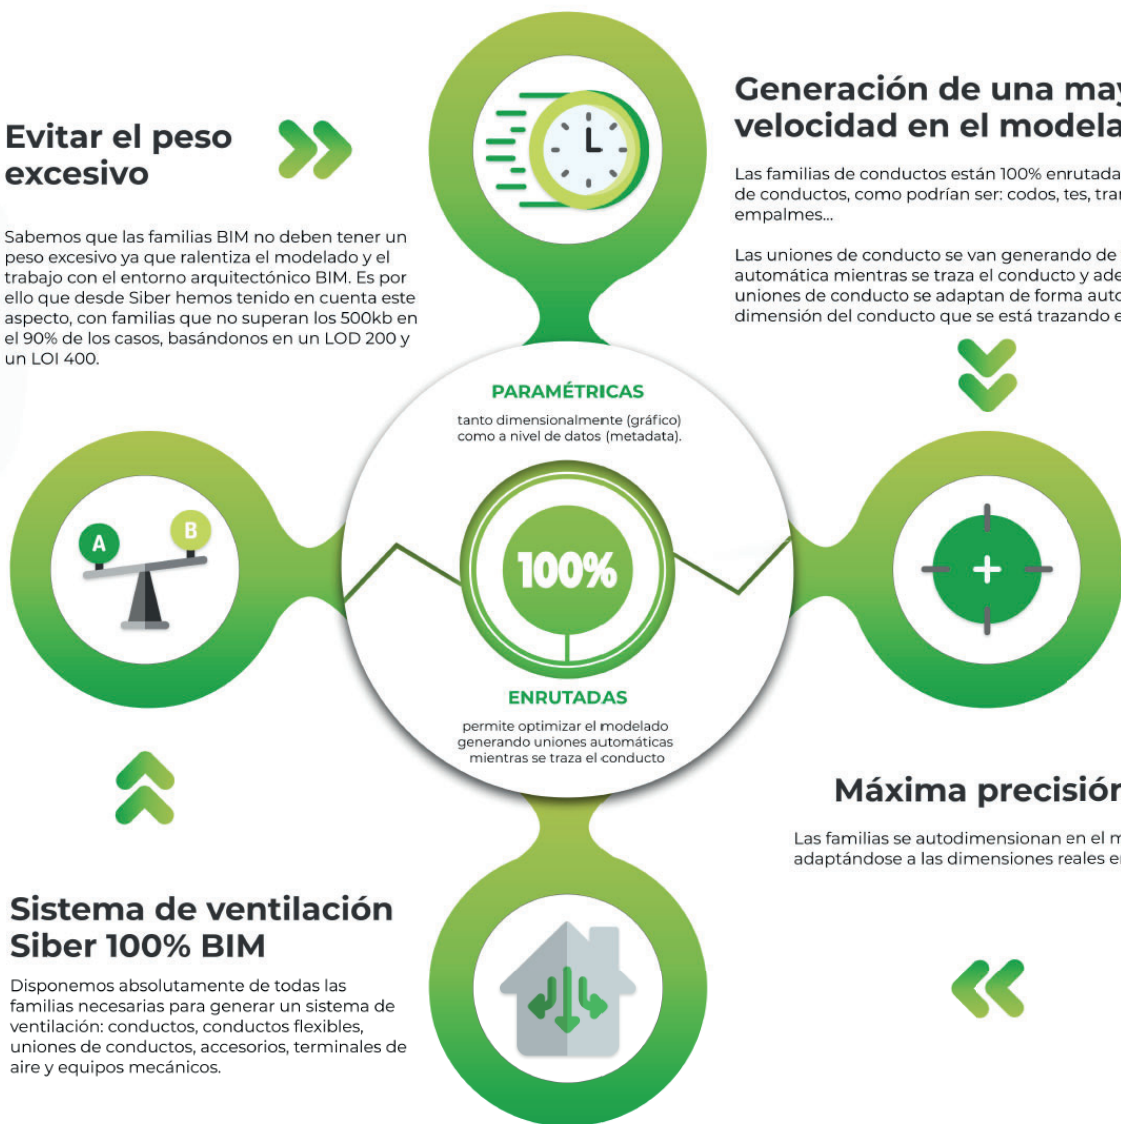 Evitar el peso
excesivo
Sabemos que las familias BIM no deben tener un
peso excesivo ya que ralentiza el modelado y el
trabajo con el entorno arquitectónico BIM. Es por
ello que desde Siber hemos tenido en cuenta este
aspecto, con familias que no superan los 500kb en
el 90% de los casos, basándonos en un LOD 200 y
un LOI 400.
Generación de una
velocidad en el
Las familias de conductos están 100%
de conductos, como podrían ser: codos, tes,
empalmes...
Las uniones de conducto se van generando de
automática mientras se traza el conducto y
uniones de conducto se adaptan de forma
dimensión del conducto que se está trazando
PARAMÉTRICAS
tanto dimensionalmente (gráfico)
como a nivel de datos (metadata).
A
B
100%
ENRUTADAS
permite optimizar el modelado
generando uniones automáticas
mientras se traza el conducto
Máxima precisión
Las familias se autodimensionan en el
adaptándose a las dimensiones reales
Sistema de ventilación
Siber 100% BIM
Disponemos absolutamente de todas las
familias necesarias para generar un sistema de
ventilación: conductos, conductos flexibles,
uniones de conductos, accesorios, terminales de
aire y equipos mecánicos.